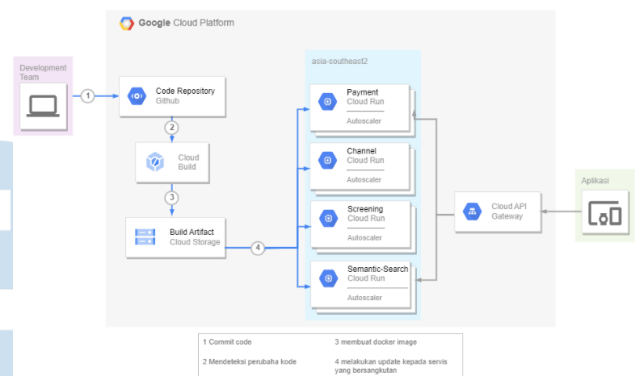 Google Cloud Platform
Development
Team
asia-southeast2
1
Code Repository
Github
2
Cloud
Build
3
Build Artifact
Cloud Storage
4
Payment
Cloud Run
Autoscaler
Channel
Cloud Run
Autoscaler
Screening
Cloud Run
Autoscaler
Semantic-Search
Cloud Run
Autoscaler
Cloud API
Gateway
Aplikasi
1 Commit code
3 membuat docker image
2 Mendeteksi perubaha kode
4 melakukan update kepada servis
yang bersangkutan